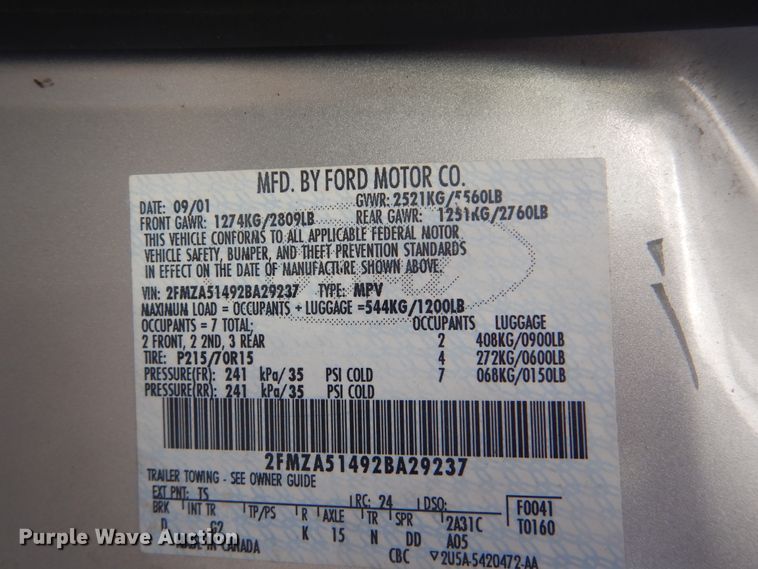 MFD. BY FORD MOTOR CO.
DATE: 09/01 GVWR: 2521KG/5560LB
FRONT GAWR: 1274KG/2809LB REAR GAWR: 1251KG/2760LB
THIS VEHICLE CONFORMS TO ALL APPLICABLE FEDERAL MOTOR
VEHICLE SAFETY, BUMPER, AND THEFT PREVENTION STANDARDS
IN EFFECT ON THE DATE OF MANUFACTURE SHOWN ABOVE.
VIN: 2FMZA51492BA29237 TYPE: MPV
MAXIMUM LOAD = OCCUPANTS + LUGGAGE =544KG/1200LB
OCCUPANTS = 7 TOTAL; OCCUPANTS LUGGAGE
2 FRONT, 2 2ND, 3 REAR 2 408KG/0900LB
TIRE: P215/70R15 4 272KG/0600LB
PRESSURE(FR): 241 kPa/35 PSI COLD 7 068KG/0150LB
PRESSURE(RR): 241 kPa/35 PSI COLD
2FMZA51492BA29237
TRAILER TOWING - SEE OWNER GUIDE
EXT PNT: TS RC: 24 DSO: F0041
BRK INT TR TP/PS R AXLE TR SPR 2A31C T0160
D G2 K 15 N DD A05
MADE IN CANADA CBC 2U5A-5420472-AA
Purple Wave Auction